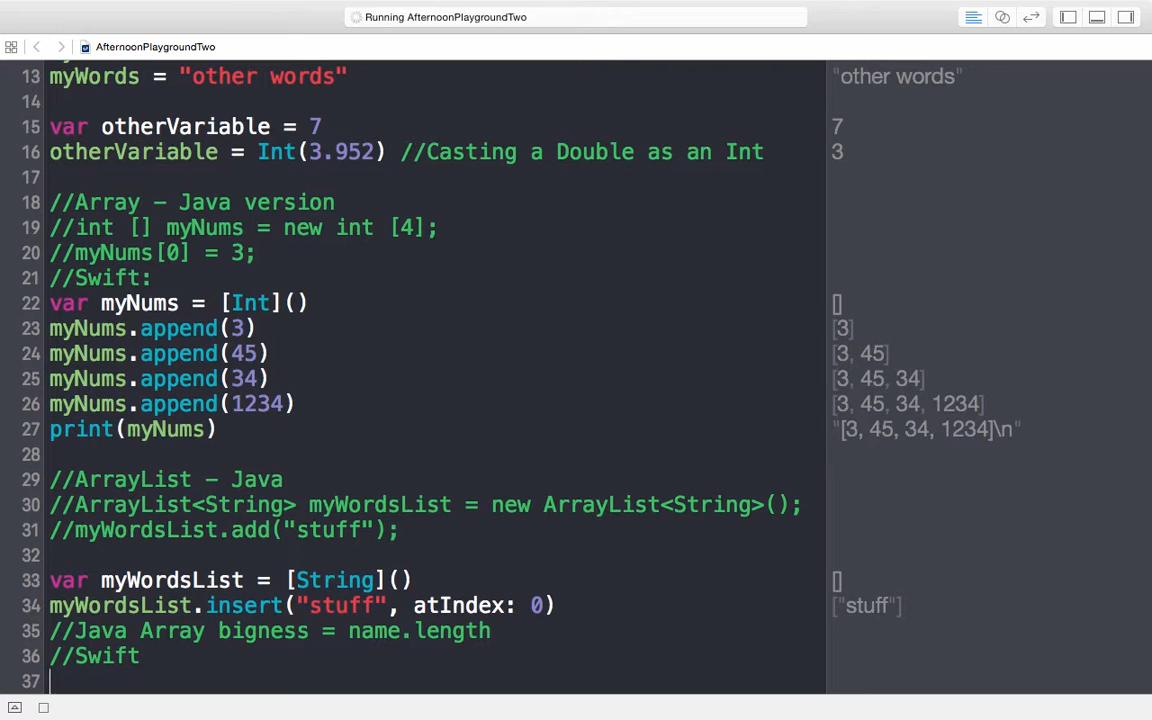 Running AfternoonPlaygroundTwo
AfternoonPlaygroundTwo
13 myWords = "other words" "other words"
14
15 var otherVariable = 7 7
16 otherVariable = Int(3.952) //Casting a Double as an Int 3
17
18 //Array - Java version
19 //int [] myNums = new int [4];
20 //myNums[0] = 3;
21 //Swift:
22 var myNums = [Int]() []
23 myNums.append(3) [3]
24 myNums.append(45) [3, 45]
25 myNums.append(34) [3, 45, 34]
26 myNums.append(1234) [3, 45, 34, 1234]
27 print(myNums) "[3, 45, 34, 1234]\n"
28
29 //ArrayList - Java
30 //ArrayList<String> myWordsList = new ArrayList<String>();
31 //myWordsList.add("stuff");
32
33 var myWordsList = [String]() []
34 myWordsList.insert("stuff", atIndex: 0) ["stuff"]
35 //Java Array bigness = name.length
36 //Swift
37